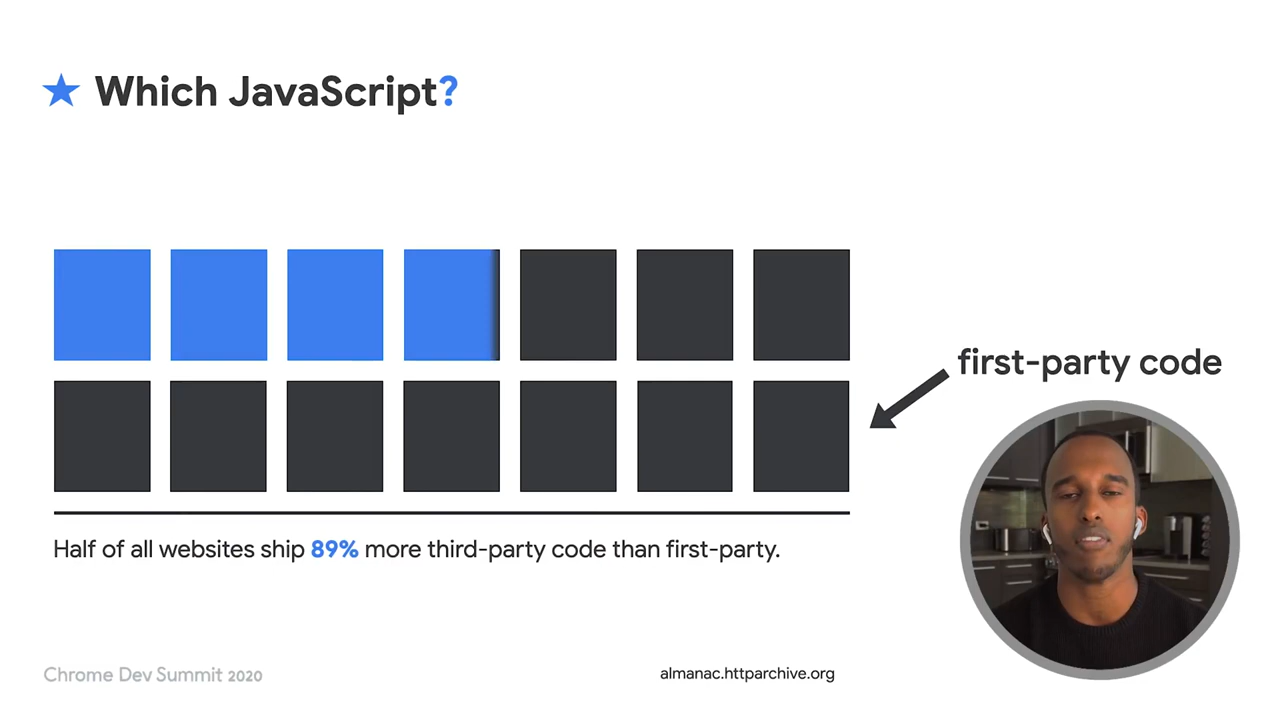 Which JavaScript?
first-party code
Half of all websites ship 89% more third-party code than first-party.
Chrome Dev Summit 2020
almanac.httparchive.org